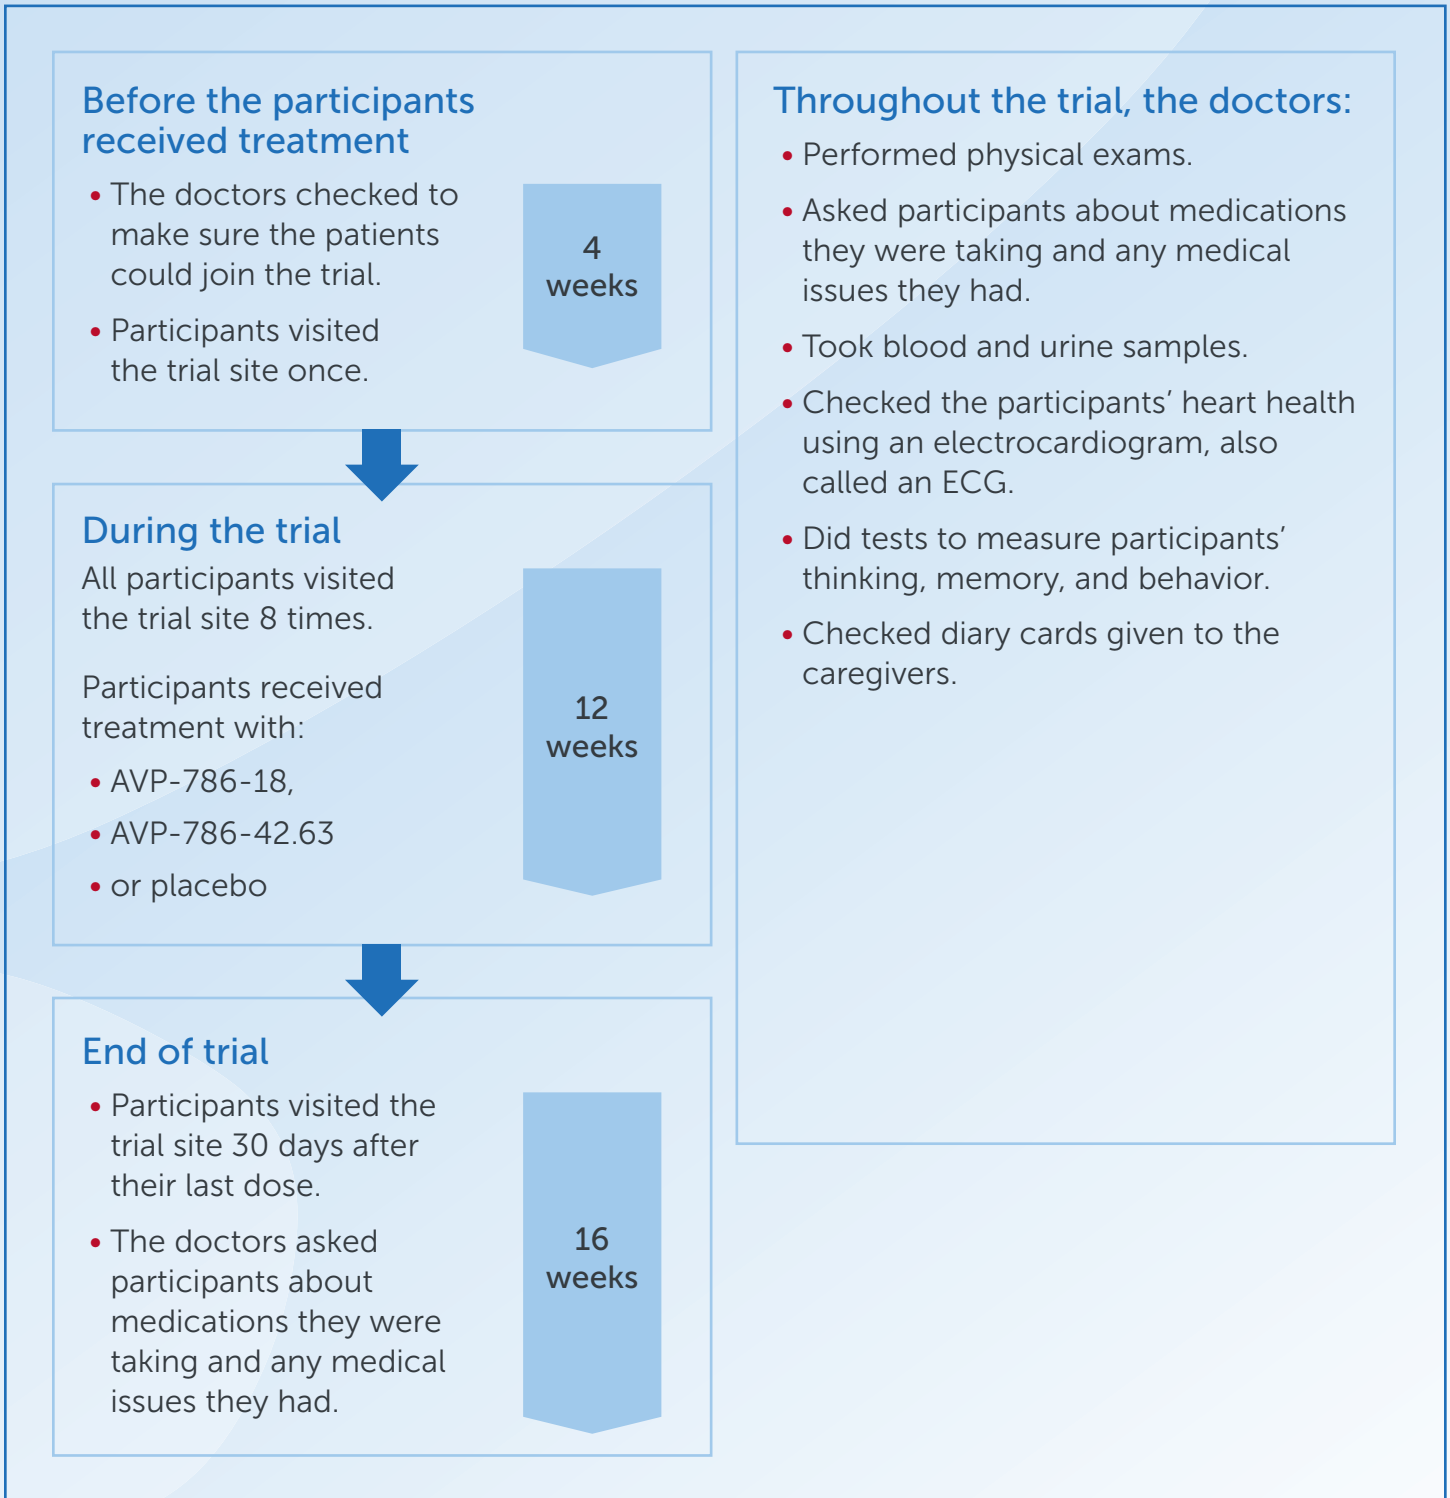 Before the participants
received treatment
• The doctors checked to
make sure the patients
could join the trial.
• Participants visited
the trial site once.
4
weeks
During the trial
All participants visited
the trial site 8 times.
Participants received
treatment with:
• AVP-786-18,
• AVP-786-42.63
• or placebo
12
weeks
End of trial
• Participants visited the
trial site 30 days after
their last dose.
• The doctors asked
participants about
medications they were
taking and any medical
issues they had.
16
weeks
Throughout the trial, the doctors:
• Performed physical exams.
• Asked participants about medications
they were taking and any medical
issues they had.
• Took blood and urine samples.
• Checked the participants’ heart health
using an electrocardiogram, also
called an ECG.
• Did tests to measure participants’
thinking, memory, and behavior.
• Checked diary cards given to the
caregivers.